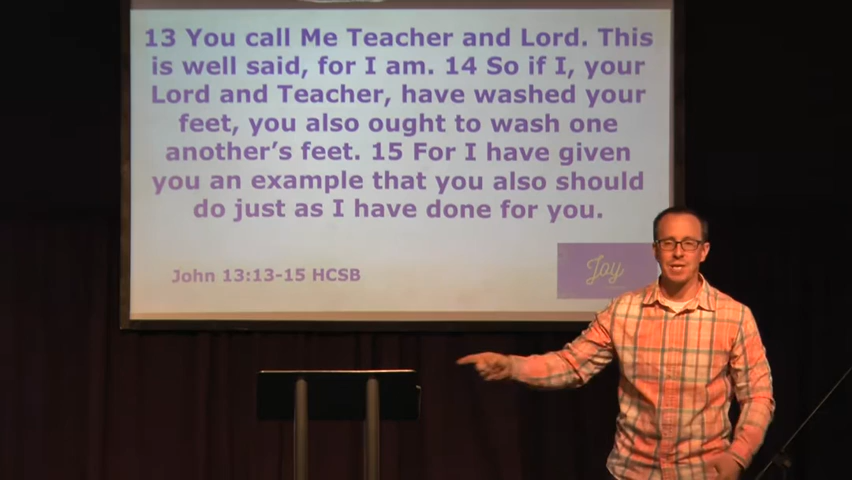 13 You call Me Teacher and Lord. This
is well said, for I am. 14 So if I, your
Lord and Teacher, have washed your
feet, you also ought to wash one
another's feet. 15 For I have given
you an example that you also should
do just as I have done for you.
John 13:13-15 HCSB
Joy